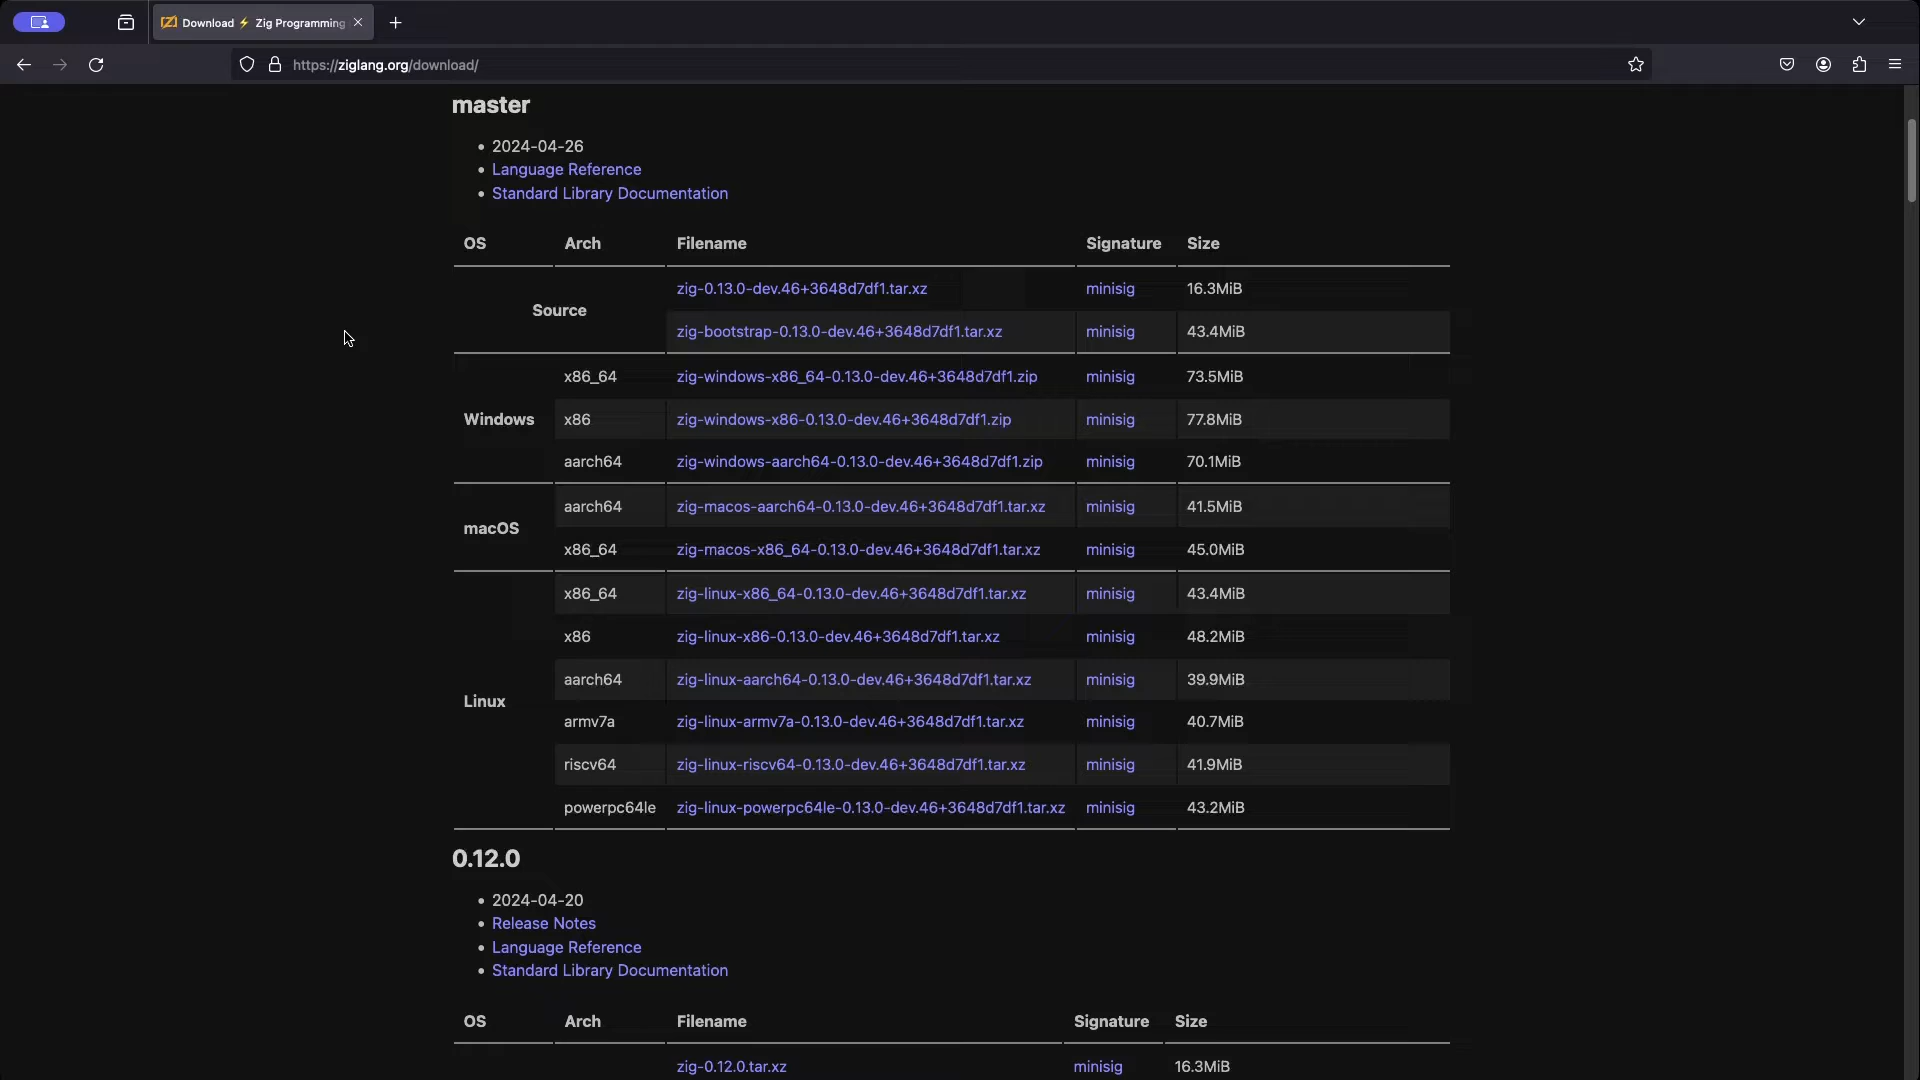 Download ⚡ Zig Programming
https://ziglang.org/download/
master
2024-04-26
Language Reference
Standard Library Documentation
OS Arch Filename Signature Size
Source
zig-0.13.0-dev.46+3648d7df1.tar.xz minisig 16.3MiB
zig-bootstrap-0.13.0-dev.46+3648d7df1.tar.xz minisig 43.4MiB
Windows
x86_64 zig-windows-x86_64-0.13.0-dev.46+3648d7df1.zip minisig 73.5MiB
x86 zig-windows-x86-0.13.0-dev.46+3648d7df1.zip minisig 77.8MiB
aarch64 zig-windows-aarch64-0.13.0-dev.46+3648d7df1.zip minisig 70.1MiB
macOS
aarch64 zig-macos-aarch64-0.13.0-dev.46+3648d7df1.tar.xz minisig 41.5MiB
x86_64 zig-macos-x86_64-0.13.0-dev.46+3648d7df1.tar.xz minisig 45.0MiB
Linux
x86_64 zig-linux-x86_64-0.13.0-dev.46+3648d7df1.tar.xz minisig 43.4MiB
x86 zig-linux-x86-0.13.0-dev.46+3648d7df1.tar.xz minisig 48.2MiB
aarch64 zig-linux-aarch64-0.13.0-dev.46+3648d7df1.tar.xz minisig 39.9MiB
armv7a zig-linux-armv7a-0.13.0-dev.46+3648d7df1.tar.xz minisig 40.7MiB
riscv64 zig-linux-riscv64-0.13.0-dev.46+3648d7df1.tar.xz minisig 41.9MiB
powerpc64le zig-linux-powerpc64le-0.13.0-dev.46+3648d7df1.tar.xz minisig 43.2MiB
0.12.0
2024-04-20
Release Notes
Language Reference
Standard Library Documentation
OS Arch Filename Signature Size
zig-0.12.0.tar.xz minisig 16.3MiB